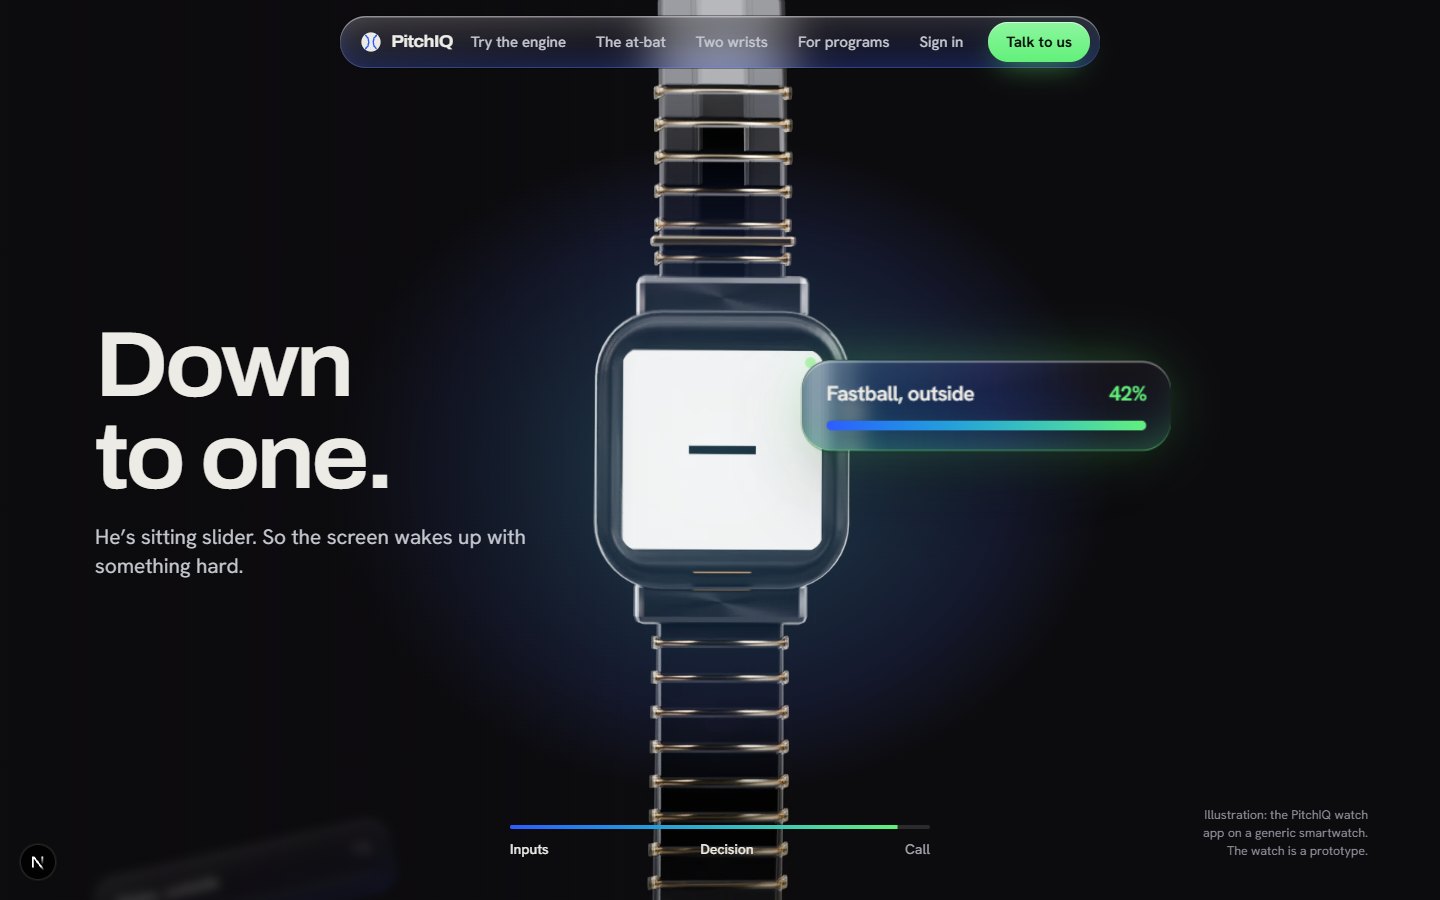 PitchIQ Try the engine The at-bat Two wrists For programs Sign in Talk to us
Down
to one.
He’s sitting slider. So the screen wakes up with
something hard.
Fastball, outside 42%
Inputs Decision Call
Illustration: the PitchIQ watch
app on a generic smartwatch.
The watch is a prototype.
N